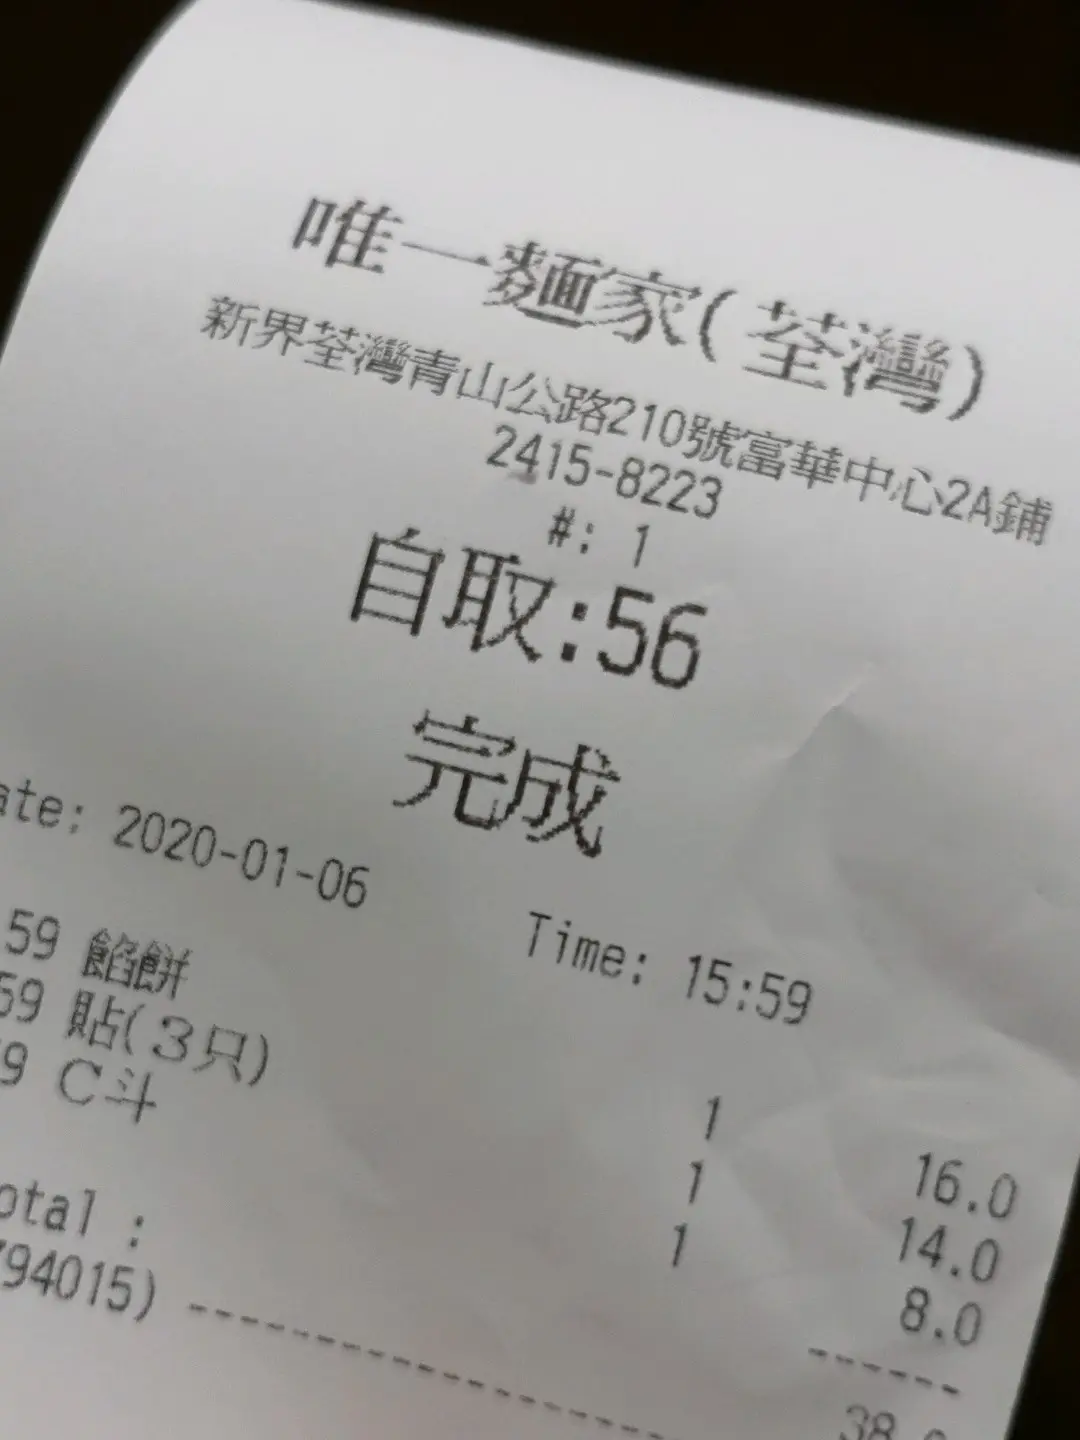 唯一麵家(荃灣)
新界荃灣青山公路210號富華中心2A鋪
2415-8223
#: 1
自取:56
完成
ate: 2020-01-06 Time: 15:59
59 餡餅 1 16.0
59 貼(3只) 1 14.0
9 C斗 1 8.0
------
otal : 38.0
794015) --------------------